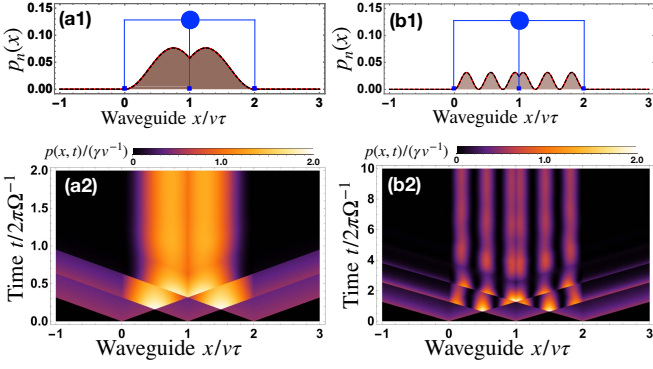 (a1)
p_n(x)
0.15
0.10
0.05
0.00
-1 0 1 2 3
Waveguide x/vτ
(b1)
p_n(x)
0.15
0.10
0.05
0.00
-1 0 1 2 3
Waveguide x/vτ
p(x, t)/(γv⁻¹)
0 1.0 2.0
(a2)
Time t/2πΩ⁻¹
2.0
1.5
1.0
0.5
0.0
-1 0 1 2 3
Waveguide x/vτ
p(x, t)/(γv⁻¹)
0 1.0 2.0
(b2)
Time t/2πΩ⁻¹
10
8
6
4
2
0
-1 0 1 2 3
Waveguide x/vτ